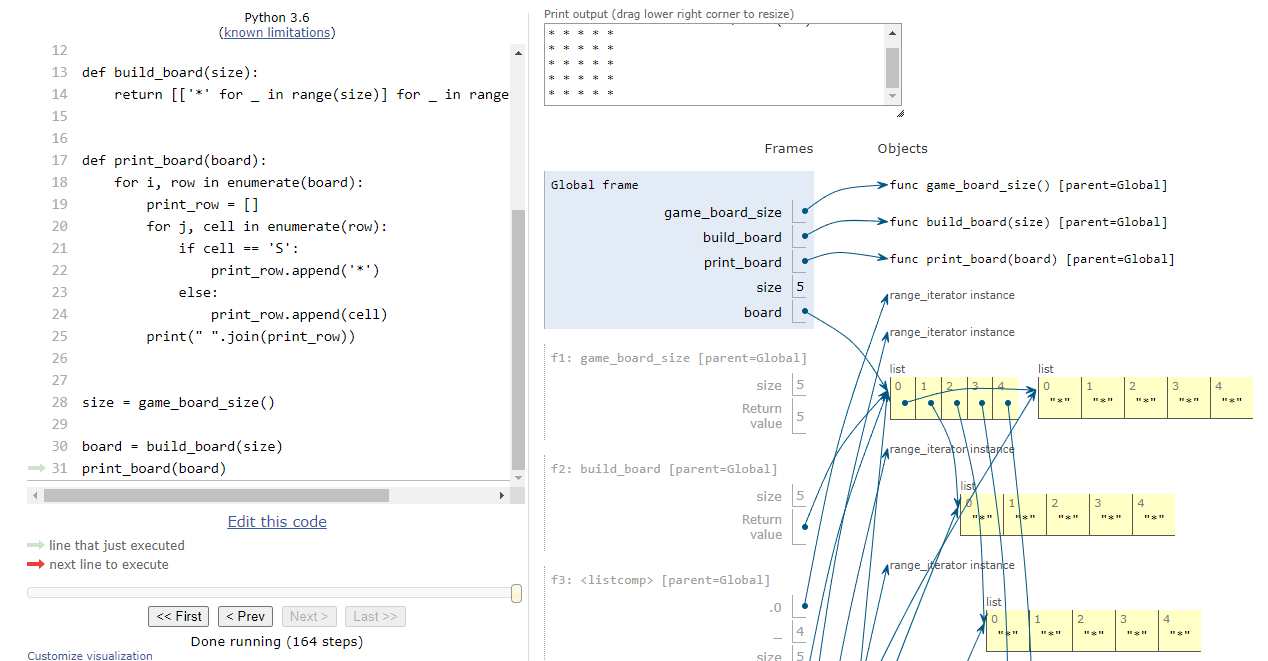 Python 3.6
(known limitations)
12
13 def build_board(size):
14     return [['*' for _ in range(size)] for _ in range
15
16
17 def print_board(board):
18     for i, row in enumerate(board):
19         print_row = []
20         for j, cell in enumerate(row):
21             if cell == 'S':
22                 print_row.append('*')
23             else:
24                 print_row.append(cell)
25         print(" ".join(print_row))
26
27
28 size = game_board_size()
29
30 board = build_board(size)
31 print_board(board)
Edit this code
line that just executed
next line to execute
<< First < Prev Next > Last >>
Done running (164 steps)
Customize visualization
Print output (drag lower right corner to resize)
* * * * *
* * * * *
* * * * *
* * * * *
* * * * *
Frames Objects
Global frame
game_board_size
build_board
print_board
size 5
board
f1: game_board_size [parent=Global]
size 5
Return
value 5
f2: build_board [parent=Global]
size 5
Return
value
f3: <listcomp> [parent=Global]
.0
_ 4
size 5
func game_board_size() [parent=Global]
func build_board(size) [parent=Global]
func print_board(board) [parent=Global]
range_iterator instance
range_iterator instance
list
0 1 2 3 4
list
0 1 2 3 4
"*" "*" "*" "*" "*"
range_iterator instance
list
0 1 2 3 4
"*" "*" "*" "*" "*"
range_iterator instance
list
0 1 2 3 4
"*" "*" "*" "*" "*"